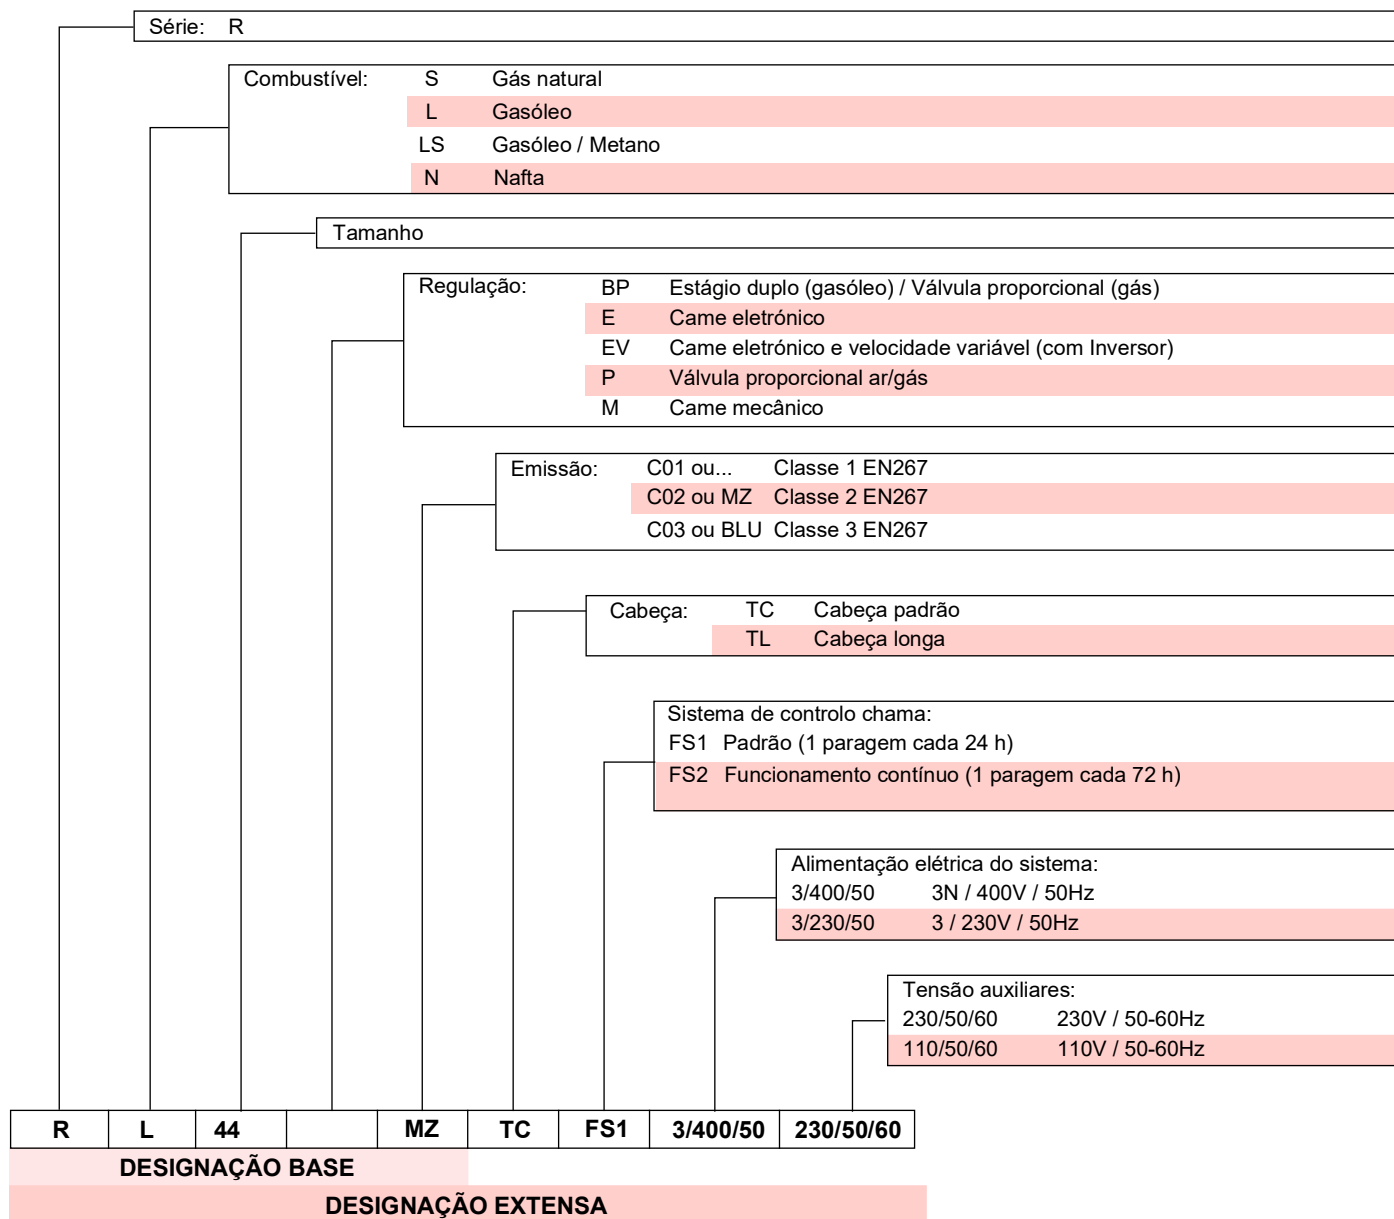 Série: R
Combustível: S Gás natural
L Gasóleo
LS Gasóleo / Metano
N Nafta
Tamanho
Regulação: BP Estágio duplo (gasóleo) / Válvula proporcional (gás)
E Came eletrónico
EV Came eletrónico e velocidade variável (com Inversor)
P Válvula proporcional ar/gás
M Came mecânico
Emissão: C01 ou... Classe 1 EN267
C02 ou MZ Classe 2 EN267
C03 ou BLU Classe 3 EN267
Cabeça: TC Cabeça padrão
TL Cabeça longa
Sistema de controlo chama:
FS1 Padrão (1 paragem cada 24 h)
FS2 Funcionamento contínuo (1 paragem cada 72 h)
Alimentação elétrica do sistema:
3/400/50 3N / 400V / 50Hz
3/230/50 3 / 230V / 50Hz
Tensão auxiliares:
230/50/60 230V / 50-60Hz
110/50/60 110V / 50-60Hz
R L 44 MZ TC FS1 3/400/50 230/50/60
DESIGNAÇÃO BASE
DESIGNAÇÃO EXTENSA